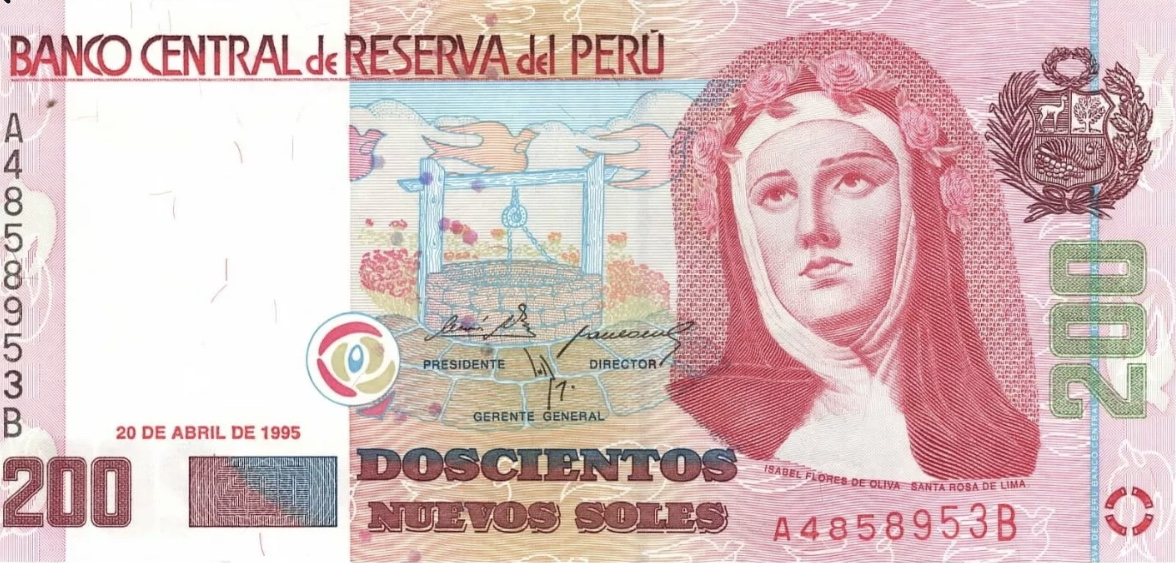 BANCO CENTRAL de RESERVA del PERÚ
A4858953B
PRESIDENTE
DIRECTOR
GERENTE GENERAL
20 DE ABRIL DE 1995
200
DOSCIENTOS
NUEVOS SOLES
ISABEL FLORES DE OLIVA SANTA ROSA DE LIMA
200
A4858953B